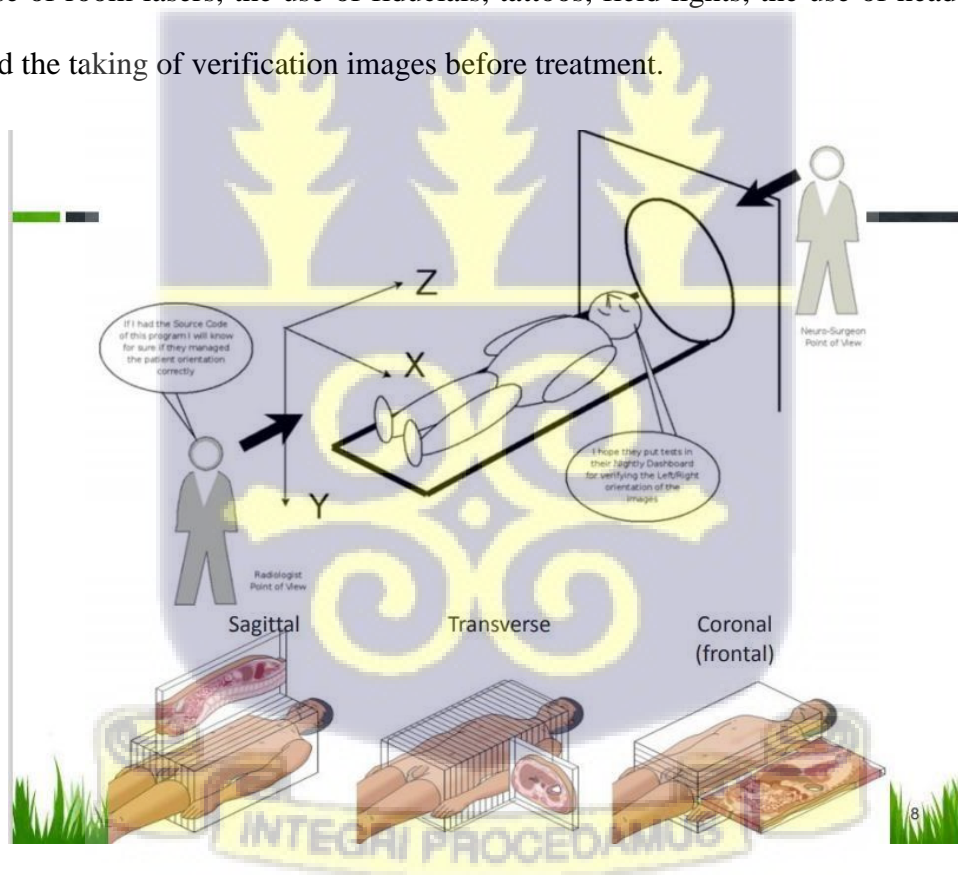 use of room lasers, the use of fiducials, tattoos, field lights, the use of head
d the taking of verification images before treatment.
Z
If I had the Source Code
of this program I will know
for sure if they managed
the patient orientation
correctly
Neuro-Surgeon
Point of View
X
I hope they put tests in
their Nightly Dashboard
for verifying the Left/Right
orientation of the
images
Y
Radiologist
Point of View
Sagittal
Transverse
Coronal
(frontal)
8
INTEGRI PROCEDAMUS